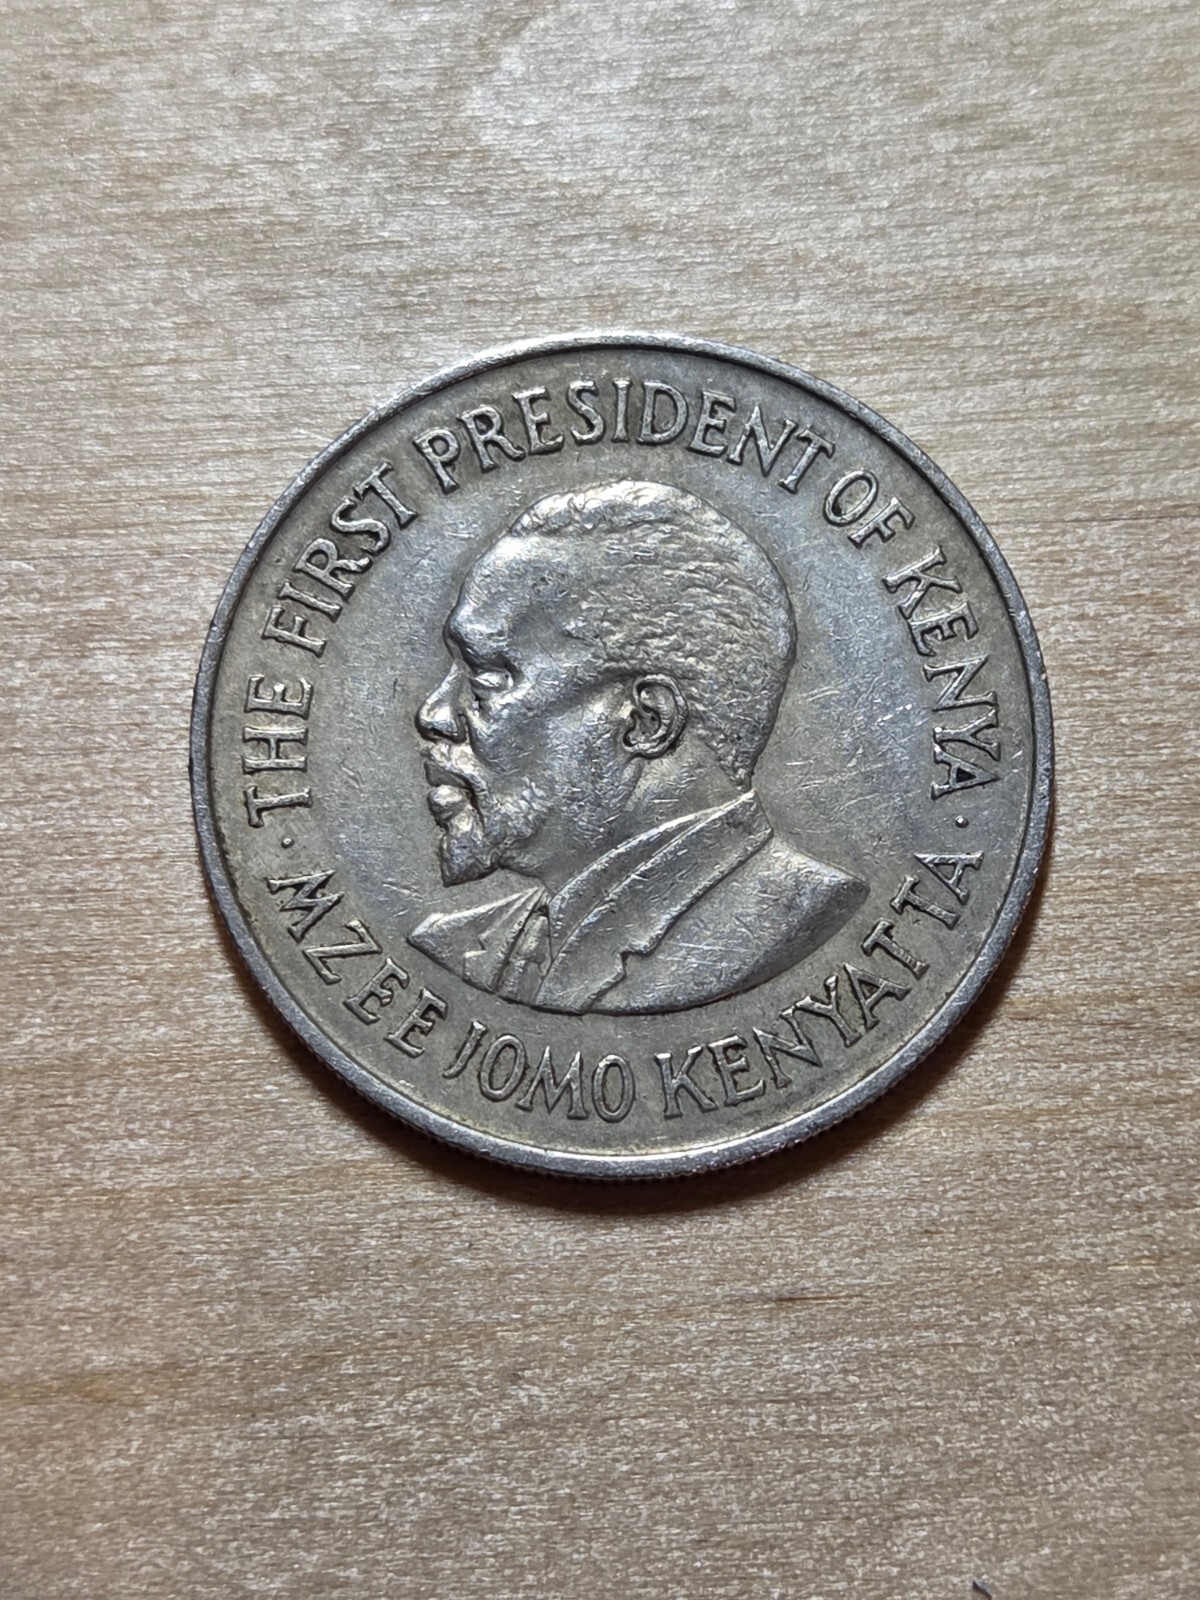 · THE FIRST PRESIDENT OF KENYA ·
MZEE JOMO KENYATTA